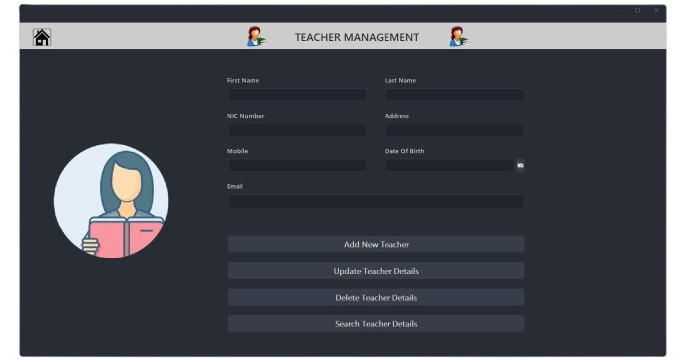 TEACHER MANAGEMENT
First Name Last Name
NIC Number Address
Mobile Date Of Birth
Email
Add New Teacher
Update Teacher Details
Delete Teacher Details
Search Teacher Details